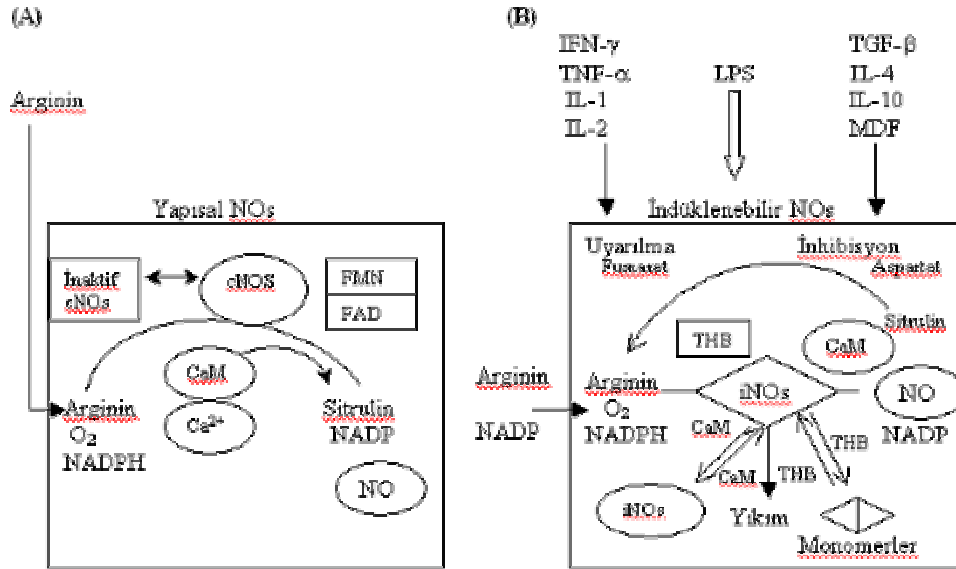 (A)
Arginin
Yapısal NOs
İnaktif
cNOs
cNOS
FMN
FAD
CaM
Ca²⁺
Arginin
O₂
NADPH
Sitrulin
NADP
NO
(B)
IFN-γ
TNF-α
IL-1
IL-2
LPS
TGF-β
IL-4
IL-10
MDF
İndüklenebilir NOs
Uyarılma
Fumarat
İnhibisyon
Aspartat
Sitrulin
THB
CaM
Arginin
NADP
Arginin
O₂
NADPH
iNOs
NO
NADP
CaM
CaM
THB
THB
iNOs
Yıkım
Monomerler